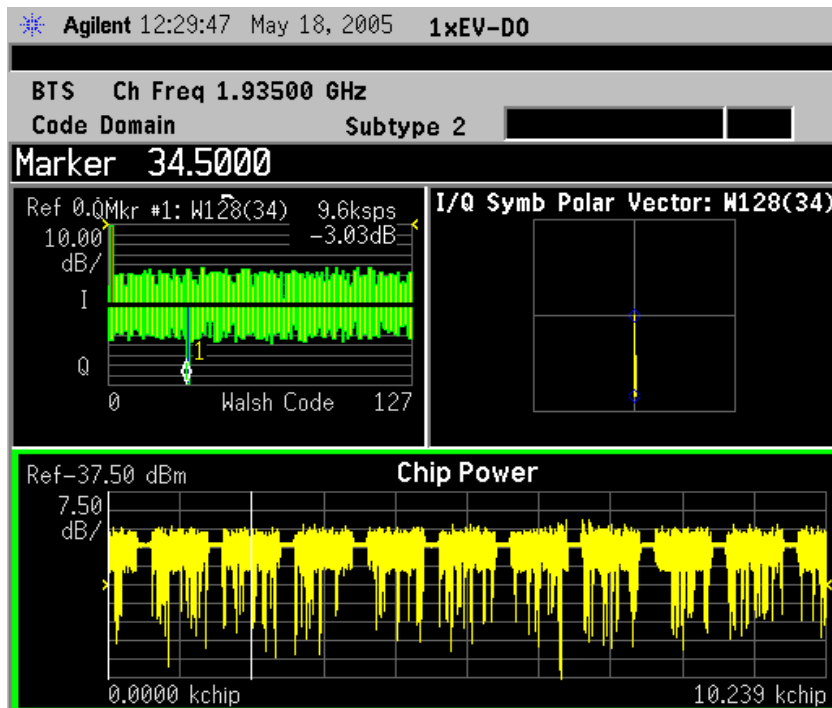 Agilent 12:29:47 May 18, 2005 1xEV-DO
BTS Ch Freq 1.93500 GHz
Code Domain Subtype 2
Marker 34.5000
Ref 0.0 Mkr #1: W128(34) 9.6ksps
10.00 -3.03dB
dB/
I
1
Q
0 Walsh Code 127
I/Q Symb Polar Vector: W128(34)
Ref-37.50 dBm Chip Power
7.50
dB/
0.0000 kchip 10.239 kchip